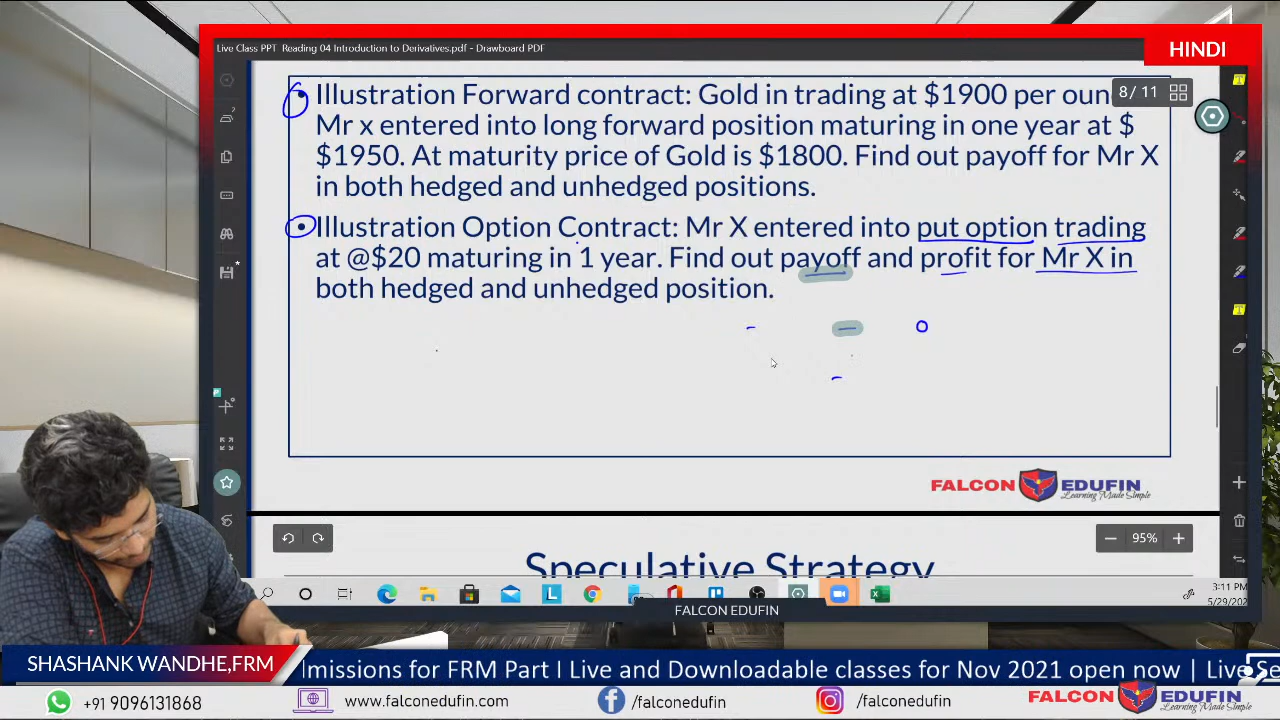 HINDI
Live Class PPT Reading 04 Introduction to Derivatives.pdf - Drawboard PDF
8 / 11
• Illustration Forward contract: Gold in trading at $1900 per oun
Mr x entered into long forward position maturing in one year at $
$1950. At maturity price of Gold is $1800. Find out payoff for Mr X
in both hedged and unhedged positions.
• Illustration Option Contract: Mr X entered into put option trading
at @$20 maturing in 1 year. Find out payoff and profit for Mr X in
both hedged and unhedged position.
FALCON EDUFIN
Learning Made Simple
95%
Speculative Strategy
3:11 PM
5/29/20
FALCON EDUFIN
SHASHANK WANDHE,FRM
lmissions for FRM Part I Live and Downloadable classes for Nov 2021 open now | Live Se
+91 9096131868
www.falconedufin.com
/falconedufin
/falconedufin
FALCON EDUFIN
Learning Made Simple